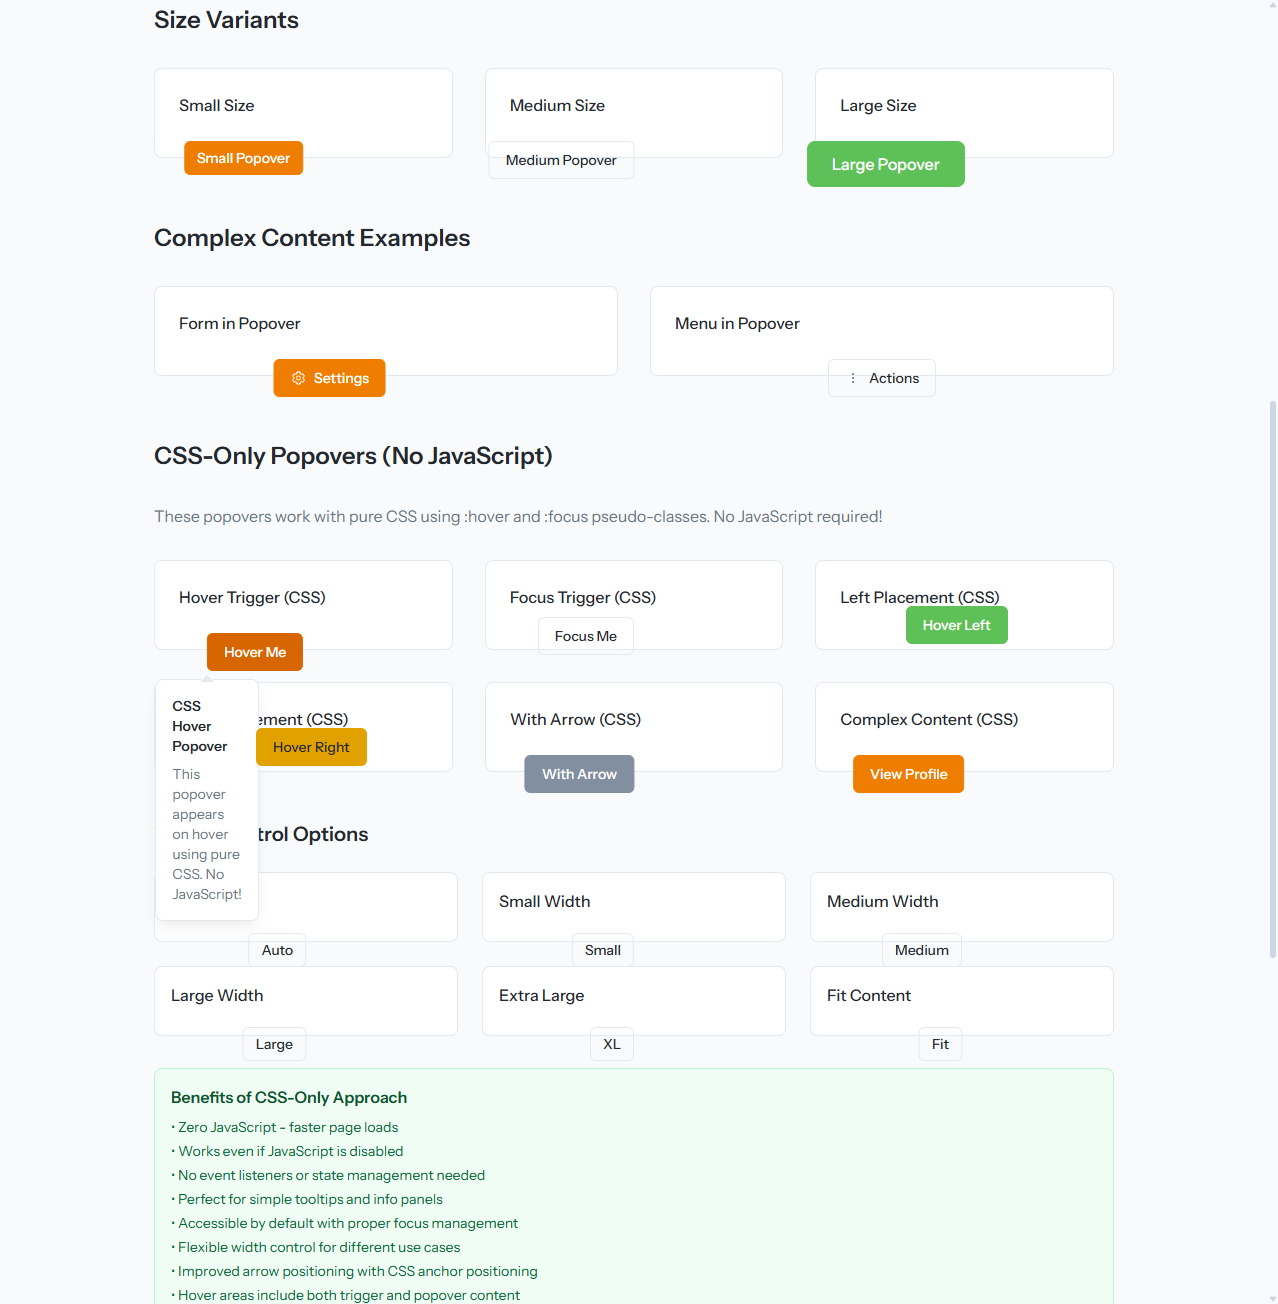 Size Variants
Small Size
Medium Size
Large Size
Small Popover
Medium Popover
Large Popover
Complex Content Examples
Form in Popover
Menu in Popover
Settings
Actions
CSS-Only Popovers (No JavaScript)
These popovers work with pure CSS using :hover and :focus pseudo-classes. No JavaScript required!
Hover Trigger (CSS)
Focus Trigger (CSS)
Left Placement (CSS)
Hover Me
Focus Me
Hover Left
CSS
Hover
Popover
This
popover
appears
on hover
using pure
CSS. No
JavaScript!
ement (CSS)
With Arrow (CSS)
Complex Content (CSS)
Hover Right
With Arrow
View Profile
trol Options
Small Width
Medium Width
Auto
Small
Medium
Large Width
Extra Large
Fit Content
Large
XL
Fit
Benefits of CSS-Only Approach
• Zero JavaScript - faster page loads
• Works even if JavaScript is disabled
• No event listeners or state management needed
• Perfect for simple tooltips and info panels
• Accessible by default with proper focus management
• Flexible width control for different use cases
• Improved arrow positioning with CSS anchor positioning
• Hover areas include both trigger and popover content